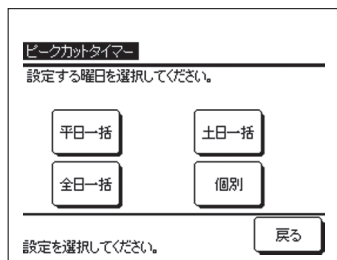 ピークカットタイマー
設定する曜日を選択してください。
平日一括
土日一括
全日一括
個別
戻る
設定を選択してください。